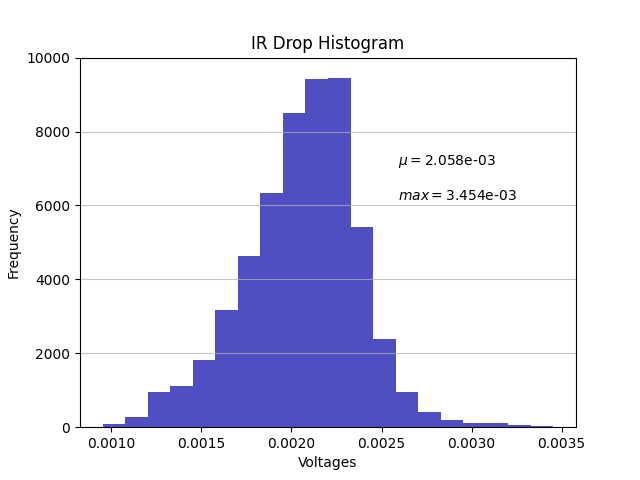 IR Drop Histogram
10000
8000
6000
4000
2000
0
Frequency
μ = 2.058e-03
max = 3.454e-03
0.0010 0.0015 0.0020 0.0025 0.0030 0.0035
Voltages